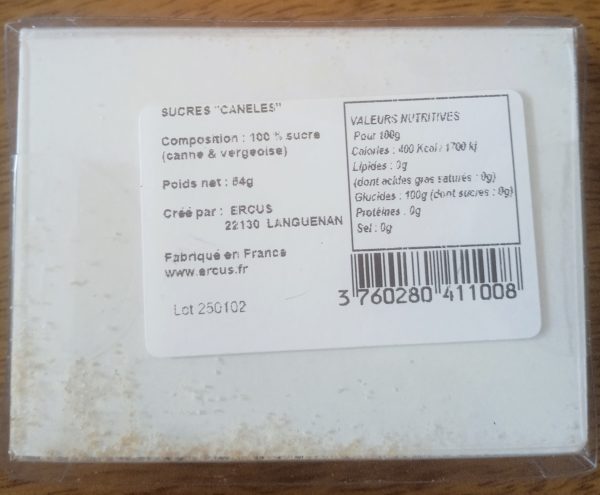 SUCRES "CANELES"
Composition : 100 % sucre
(canne & vergeoise)
Poids net : 64g
Créé par : ERCUS
22130 LANGUENAN
Fabriqué en France
www.ercus.fr
Lot 250102
VALEURS NUTRITIVES
Pour 100g
Calories : 400 Kcal / 1700 kj
Lipides : 0g
(dont acides gras saturés : 0g)
Glucides : 100g (dont sucres : 0g)
Protéines : 0g
Sel : 0g
3 760280 411008